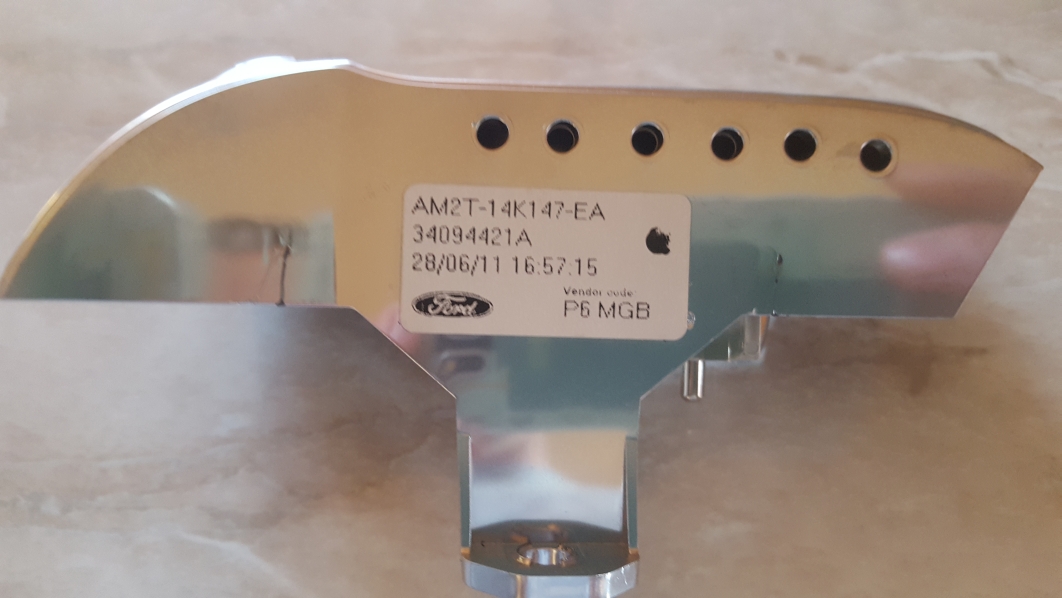 AM2T-14K147-EA
34094421A
28/06/11 16:57:15
Ford
Vendor code
P6 MGB